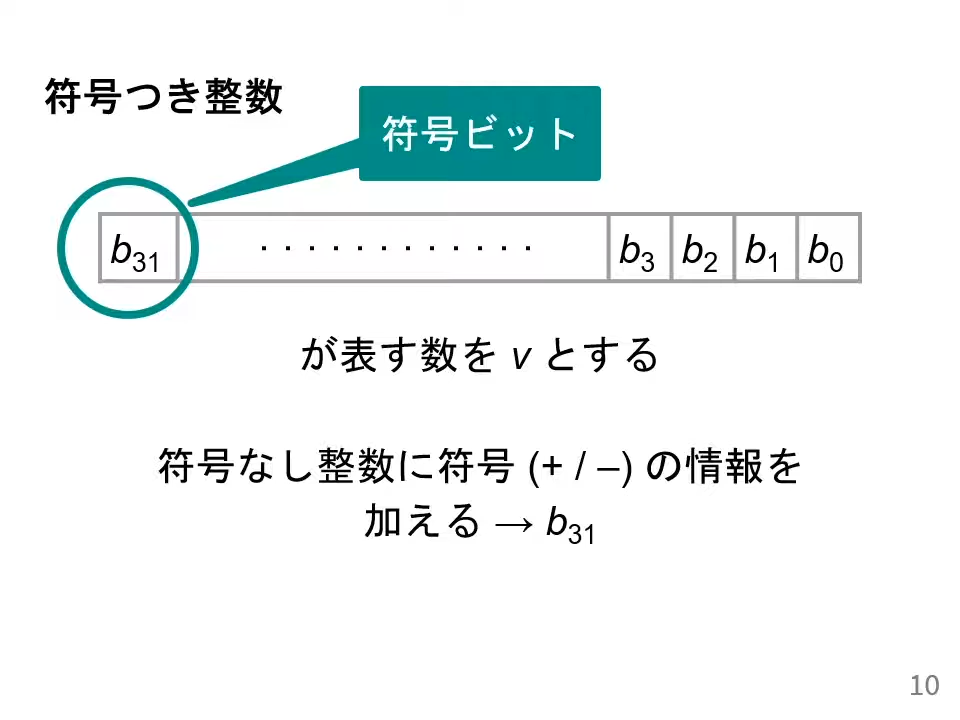 符号つき整数
符号ビット
b31 ············ b3 b2 b1 b0
が表す数を v とする
符号なし整数に符号 (+ / –) の情報を
加える → b31
10